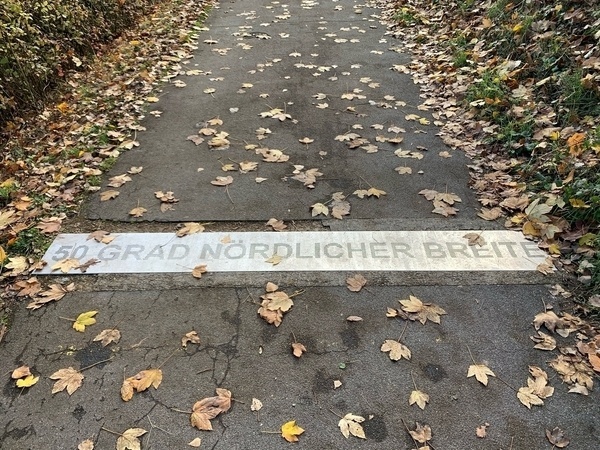 50 GRAD NÖRDLICHER BREITE